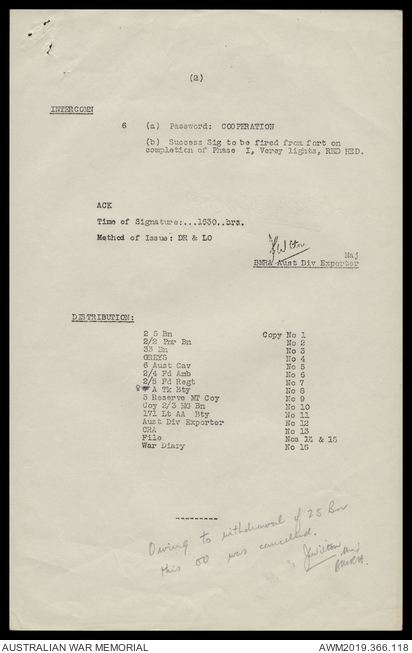 (2)
INTERCOMN
6 (a) Password: COOPERATION
(b) Success Sig to be fired from fort on
completion of Phase I, Verey lights, RED RED.
ACK
Time of Signature:...1630..hrs.
Method of Issue: DR & LO
JWilton Maj
BMRA Aust Div Exporter
DISTRIBUTION:
2 5 Bn Copy No 1
2/2 Pnr Bn No 2
33 Bn No 3
GREYS No 4
6 Aust Cav No 5
2/4 Fd Amb No 6
2/5 Fd Regt No 7
A Tk Bty No 8
5 Reserve MT Coy No 9
Coy 2/3 MG Bn No 10
171 Lt AA Bty No 11
Aust Div Exporter No 12
CRA No 13
File Nos 14 & 15
War Diary No 16
---------
Owing to withdrawal of 25 Bn
this OO was cancelled.
JWilton Maj
BMRA.
AUSTRALIAN WAR MEMORIAL
AWM2019.366.118